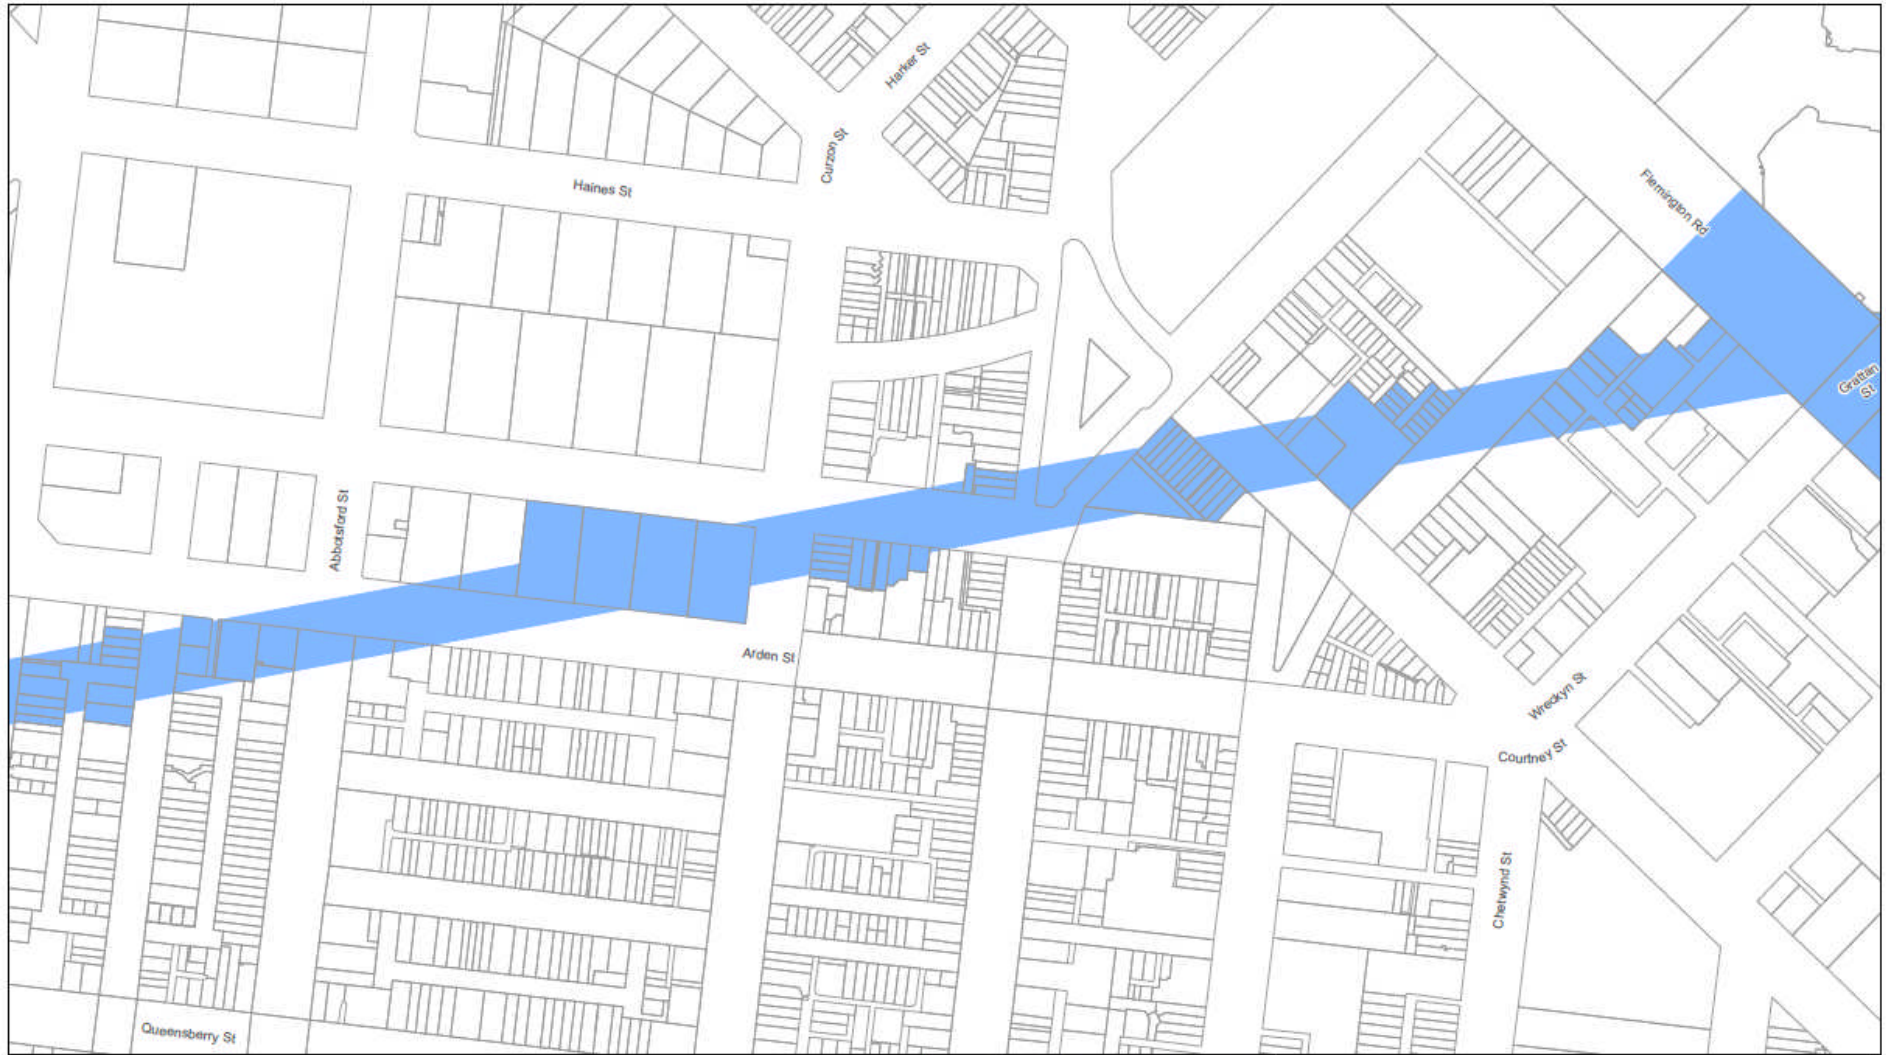 Harker St
Curzon St
Haines St
Flemington Rd
Grattan
St
Abbotsford St
Arden St
Wreckyn St
Courtney St
Chetwynd St
Queensberry St